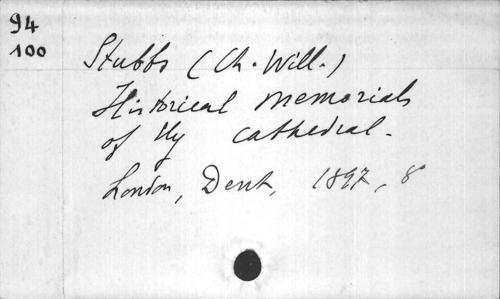 94
100
Stubbs (Ch. Will.)
Historical memorials
of Ely cathedral.
London, Dent, 1897, 8°